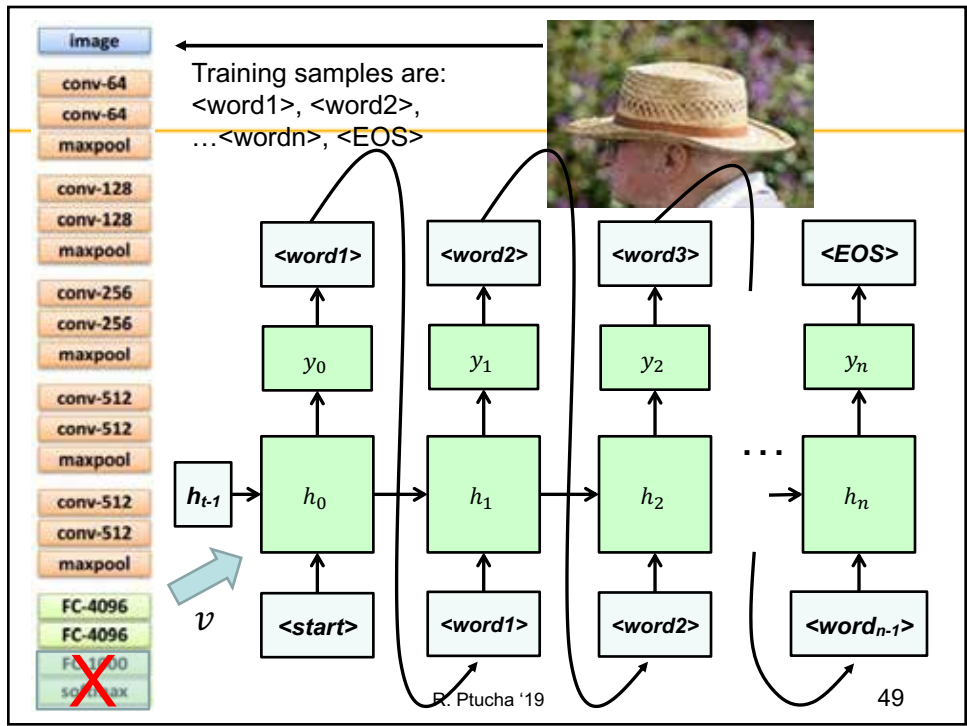 image
conv-64
conv-64
maxpool
conv-128
conv-128
maxpool
conv-256
conv-256
maxpool
conv-512
conv-512
maxpool
conv-512
conv-512
maxpool
FC-4096
FC-4096
FC-1000
softmax
Training samples are:
<word1>, <word2>,
…<wordn>, <EOS>
<word1> <word2> <word3> <EOS>
y₀ y₁ y₂ yₙ
...
hₜ₋₁ h₀ h₁ h₂ hₙ
v
<start> <word1> <word2> <wordₙ₋₁>
R. Ptucha ‘19 49